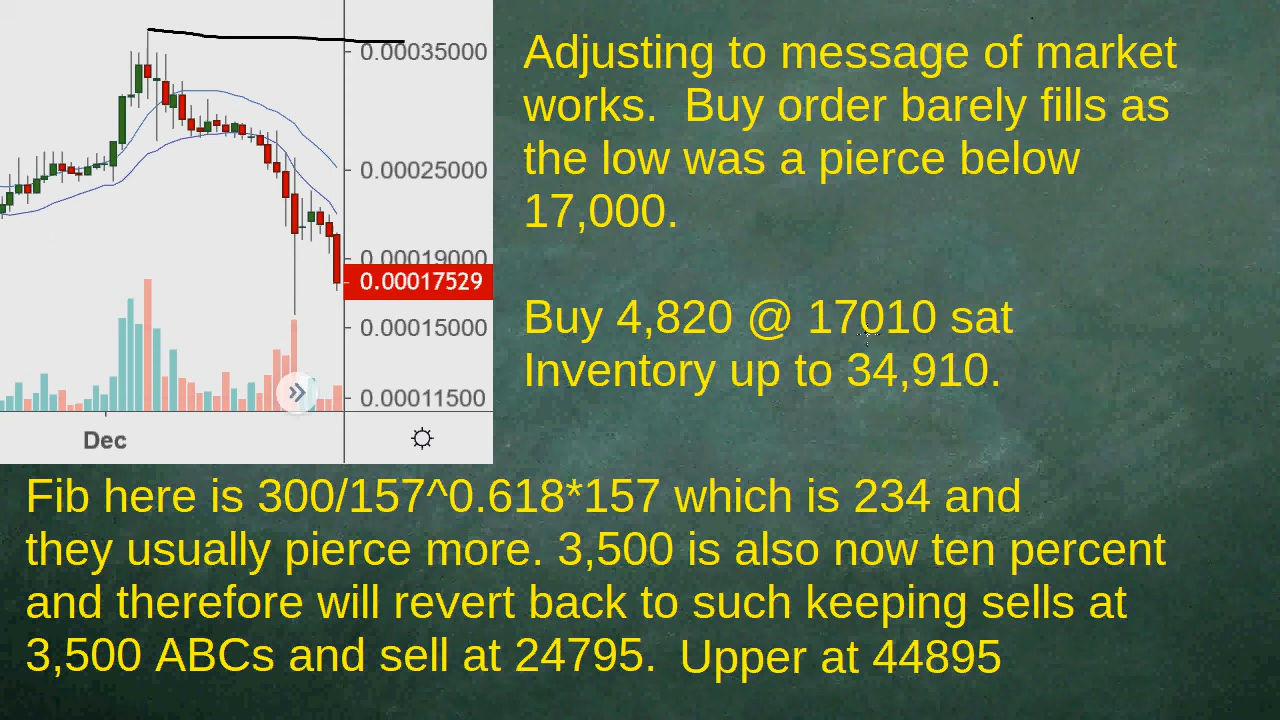 0.00035000
0.00025000
0.00019000
0.00017529
0.00015000
0.00011500
Dec
Adjusting to message of market
works.  Buy order barely fills as
the low was a pierce below
17,000.
Buy 4,820 @ 17010 sat
Inventory up to 34,910.
Fib here is 300/157^0.618*157 which is 234 and
they usually pierce more. 3,500 is also now ten percent
and therefore will revert back to such keeping sells at
3,500 ABCs and sell at 24795.  Upper at 44895